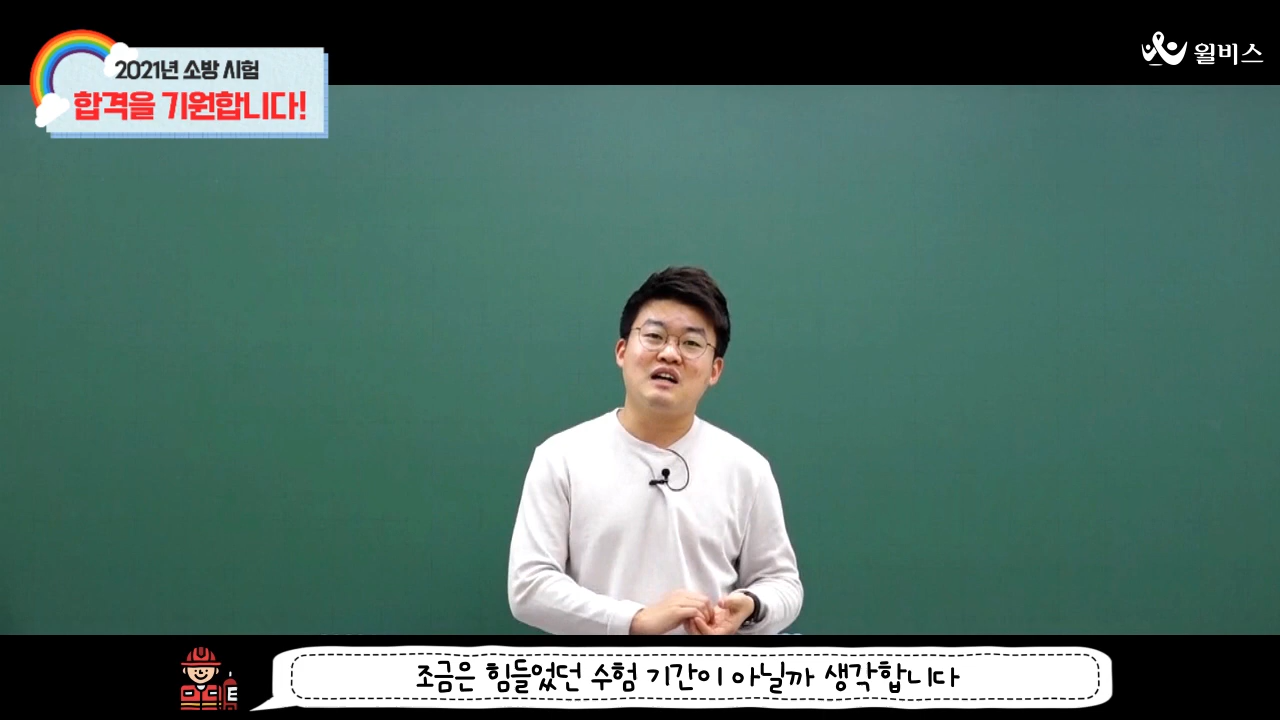 2021년 소방 시험
합격을 기원합니다!
윌비스
조금은 힘들었던 수험 기간이 아닐까 생각합니다